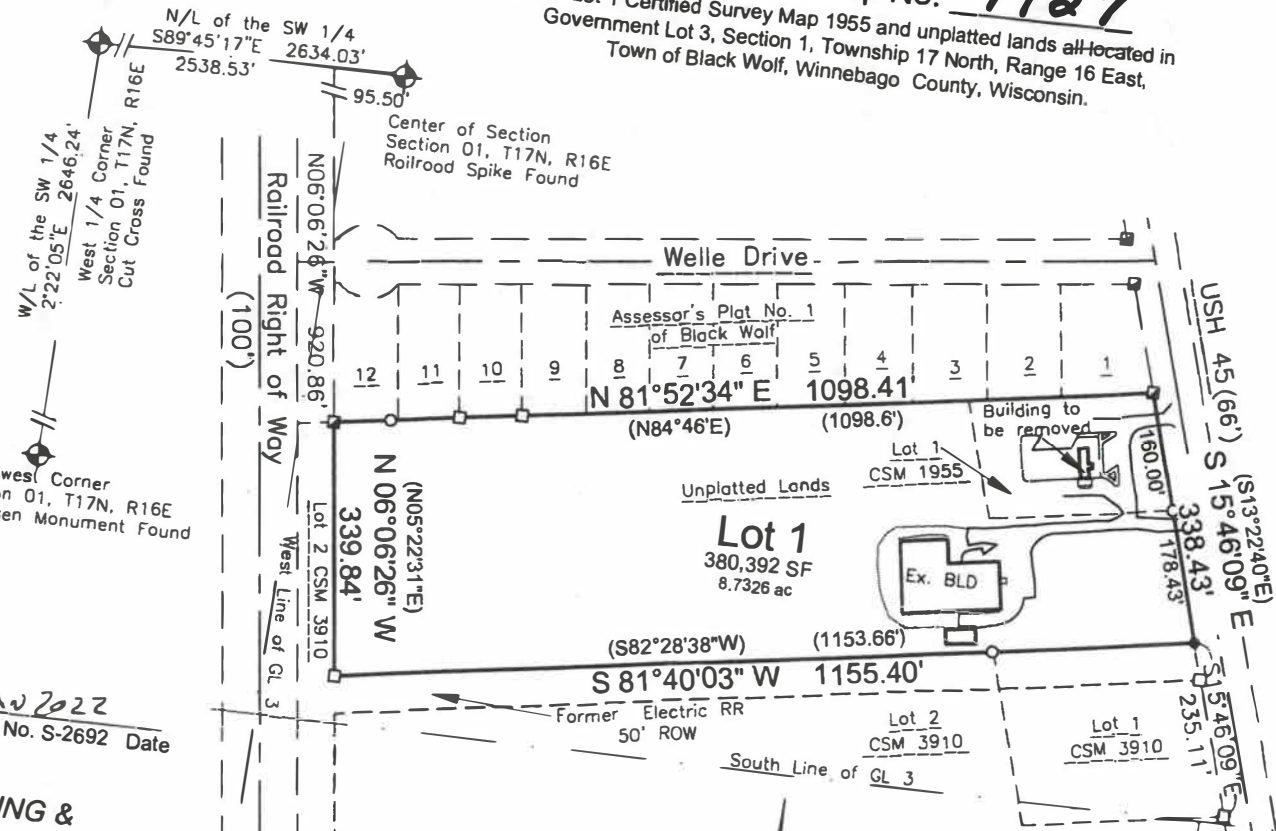 No. 7727
Lot 1 Certified Survey Map 1955 and unplatted lands all located in
Government Lot 3, Section 1, Township 17 North, Range 16 East,
Town of Black Wolf, Winnebago County, Wisconsin.
N/L of the SW 1/4
S89°45'17"E 2634.03'
2538.53'
95.50'
Center of Section
Section 01, T17N, R16E
Railrood Spike Found
W/L of the SW 1/4
2°22'05"E 2646.24'
West 1/4 Corner
Section 01, T17N, R16E
Cut Cross Found
west Corner
on 01, T17N, R16E
en Monument Found
Railroad Right of Way
(100')
N06°06'26"W 920.86'
Welle Drive
Assessor's Plat No. 1
of Black Wolf
12 11 10 9 8 7 6 5 4 3 2 1
N 81°52'34" E 1098.41'
(N84°46'E) (1098.6')
Building to
be removed
Lot 1
CSM 1955
Unplatted Lands
Lot 1
380,392 SF
8.7326 ac
Ex. BLD
USH 45 (66')
160.00'
178.43'
338.43'
S 15°46'09" E
(S13°22'40"E)
(N05°22'31"E)
N 06°06'26" W
339.84'
Lot 2 CSM 3910
West Line of GL 3
(S82°28'38"W) (1153.66')
S 81°40'03" W 1155.40'
Former Electric RR
50' ROW
Lot 2
CSM 3910
Lot 1
CSM 3910
S15°46'09"E
235.11'
South Line of GL 3
2022
No. S-2692 Date
ING &